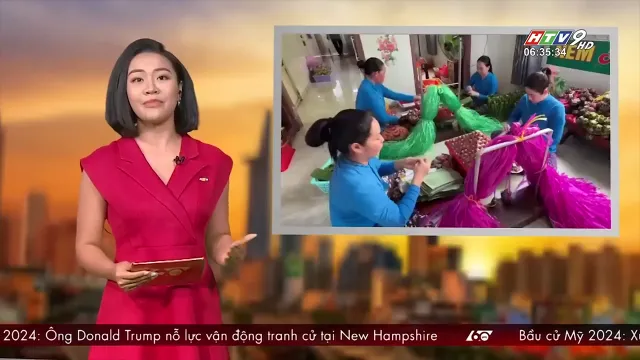 HTV9 HD
06:35:34
2024: Ông Donald Trump nỗ lực vận động tranh cử tại New Hampshire
60
Bầu cử Mỹ 2024: